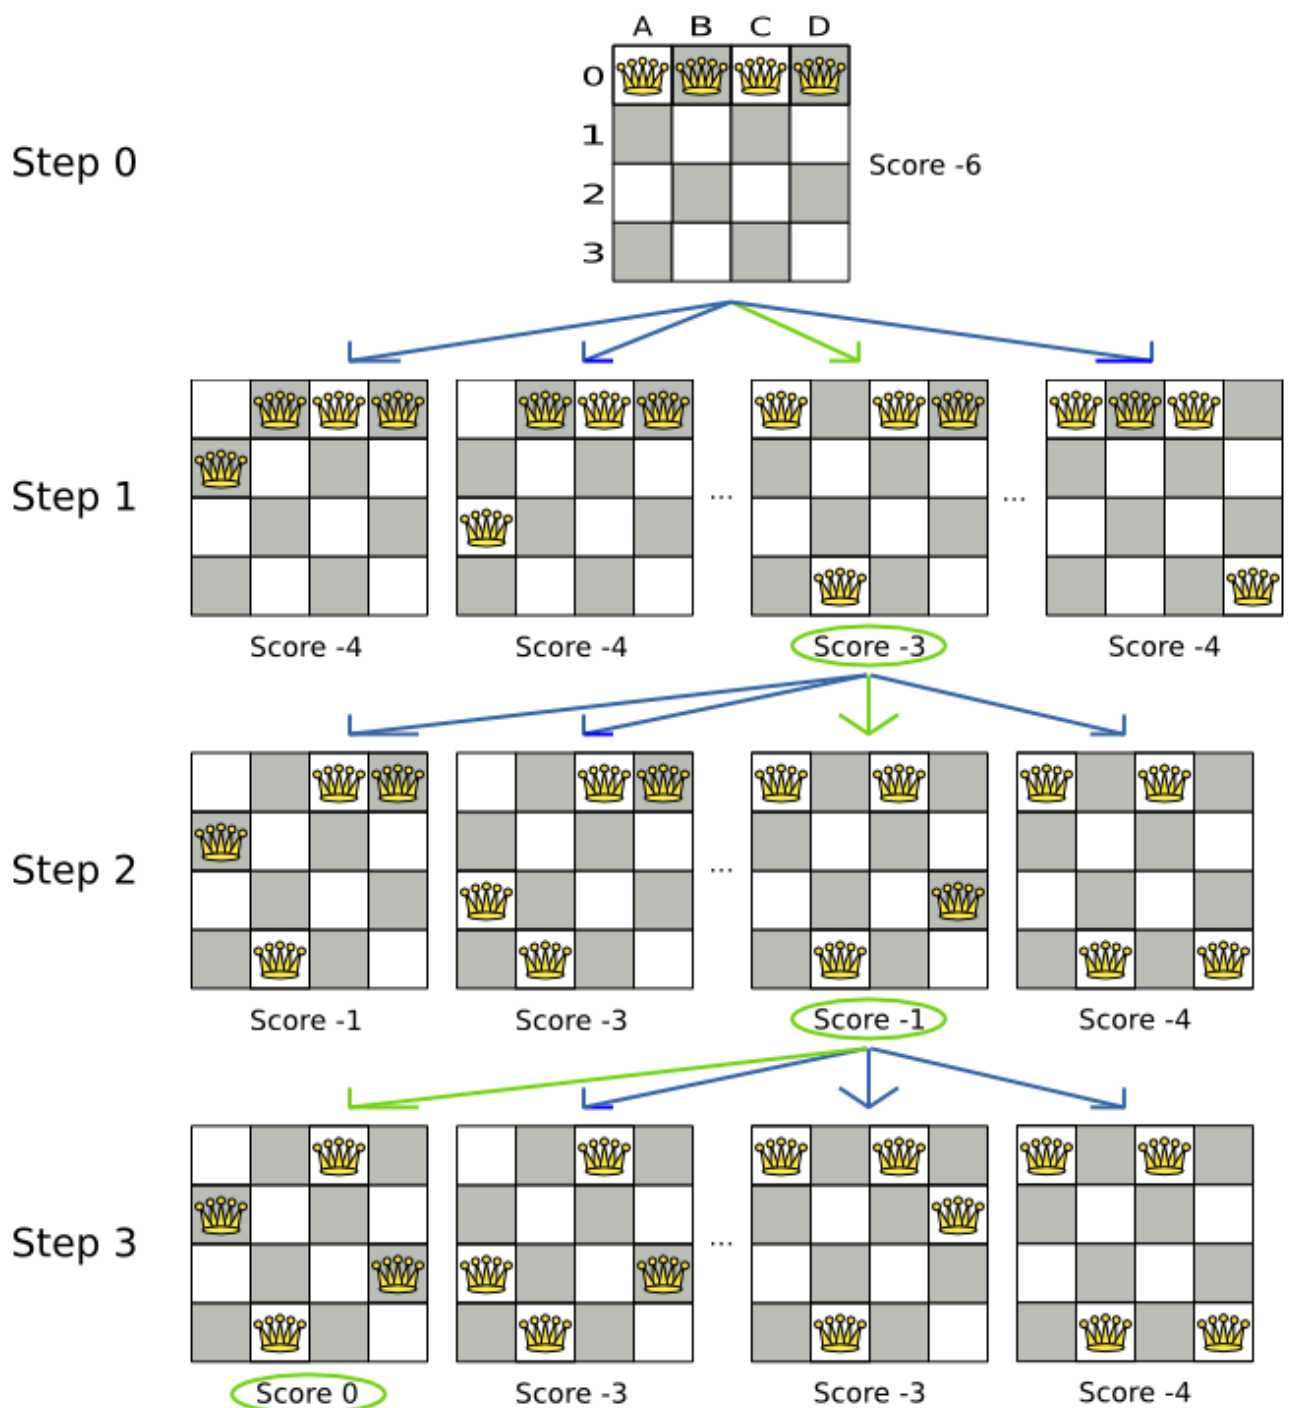 A B C D
0
1
Step 0
Score -6
2
3
Step 1
...
...
Score -4
Score -4
Score -3
Score -4
Step 2
...
Score -1
Score -3
Score -1
Score -4
Step 3
...
Score 0
Score -3
Score -3
Score -4